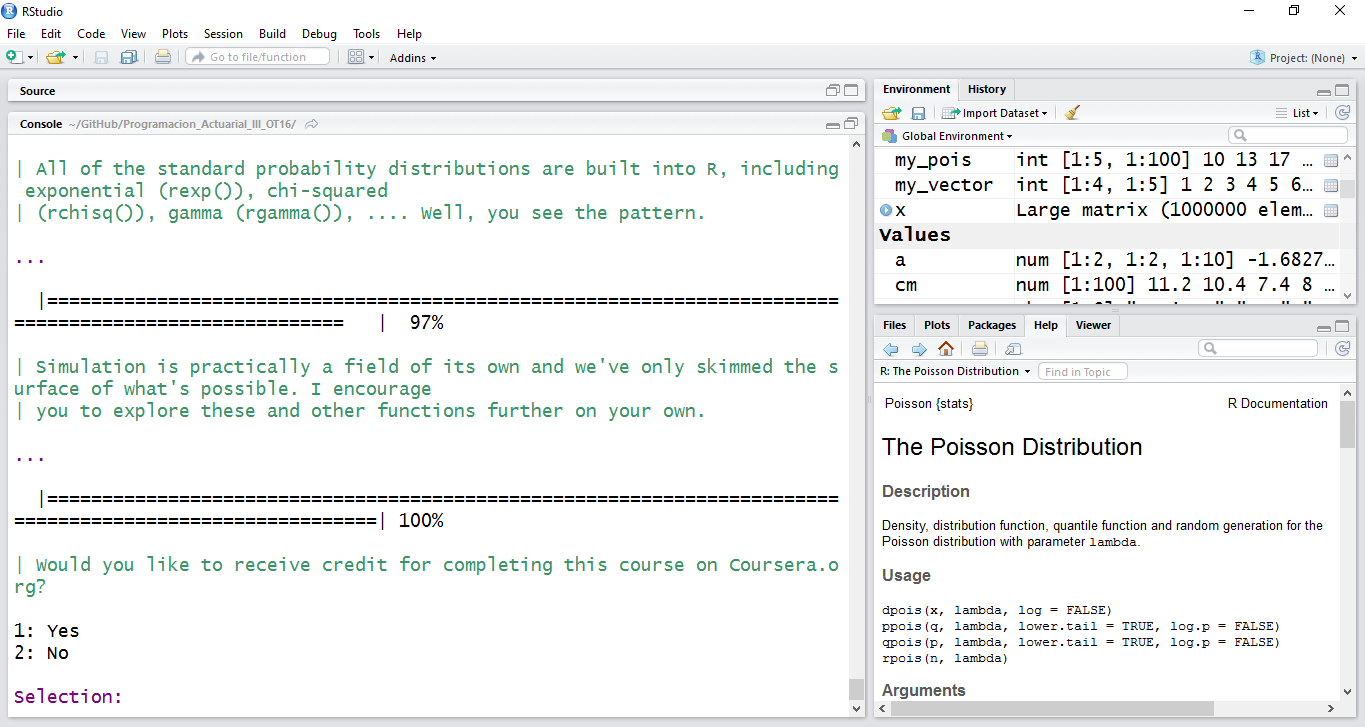 RStudio
File Edit Code View Plots Session Build Debug Tools Help
Go to file/function
Addins
Project: (None)
Source
Console ~/GitHub/Programacion_Actuarial_III_OT16/
| All of the standard probability distributions are built into R, including
exponential (rexp()), chi-squared
| (rchisq()), gamma (rgamma()), .... Well, you see the pattern.
...
|========================================================================
============================== | 97%
| Simulation is practically a field of its own and we've only skimmed the s
urface of what's possible. I encourage
| you to explore these and other functions further on your own.
...
|========================================================================
=================================| 100%
| Would you like to receive credit for completing this course on Coursera.o
rg?
1: Yes
2: No
Selection:
Environment History
Import Dataset List
Global Environment
my_pois int [1:5, 1:100] 10 13 17 ...
my_vector int [1:4, 1:5] 1 2 3 4 5 6...
x Large matrix (1000000 elem...
Values
a num [1:2, 1:2, 1:10] -1.6827...
cm num [1:100] 11.2 10.4 7.4 8 ...
Files Plots Packages Help Viewer
R: The Poisson Distribution Find in Topic
Poisson {stats} R Documentation
The Poisson Distribution
Description
Density, distribution function, quantile function and random generation for the
Poisson distribution with parameter lambda.
Usage
dpois(x, lambda, log = FALSE)
ppois(q, lambda, lower.tail = TRUE, log.p = FALSE)
qpois(p, lambda, lower.tail = TRUE, log.p = FALSE)
rpois(n, lambda)
Arguments